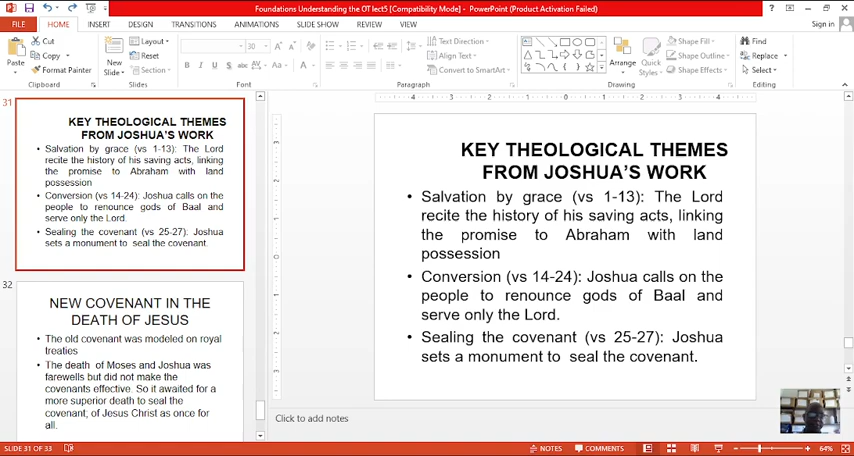 Foundations Understanding the OT lect5 [Compatibility Mode] - PowerPoint (Product Activation Failed)
FILE HOME INSERT DESIGN TRANSITIONS ANIMATIONS SLIDE SHOW REVIEW VIEW
Sign in
Paste
Cut
Copy
Format Painter
Clipboard
New Slide
Layout
Reset
Section
Slides
30
B I U S abc AV Aa A
Font
Text Direction
Align Text
Convert to SmartArt
Paragraph
Arrange
Quick Styles
Shape Fill
Shape Outline
Shape Effects
Drawing
Find
Replace
Select
Editing
31
KEY THEOLOGICAL THEMES
FROM JOSHUA'S WORK
• Salvation by grace (vs 1-13): The Lord
recite the history of his saving acts, linking
the promise to Abraham with land
possession
• Conversion (vs 14-24): Joshua calls on the
people to renounce gods of Baal and
serve only the Lord.
• Sealing the covenant (vs 25-27): Joshua
sets a monument to seal the covenant.
32
NEW COVENANT IN THE
DEATH OF JESUS
• The old covenant was modeled on royal
treaties
• The death of Moses and Joshua was
farewells but did not make the
covenants effective. So it awaited for a
more superior death to seal the
covenant; of Jesus Christ as once for
all.
4 3 2 1 0 1 2 3 4
KEY THEOLOGICAL THEMES
FROM JOSHUA'S WORK
• Salvation by grace (vs 1-13): The Lord
recite the history of his saving acts, linking
the promise to Abraham with land
possession
• Conversion (vs 14-24): Joshua calls on the
people to renounce gods of Baal and
serve only the Lord.
• Sealing the covenant (vs 25-27): Joshua
sets a monument to seal the covenant.
Click to add notes
SLIDE 31 OF 33
NOTES COMMENTS 64%